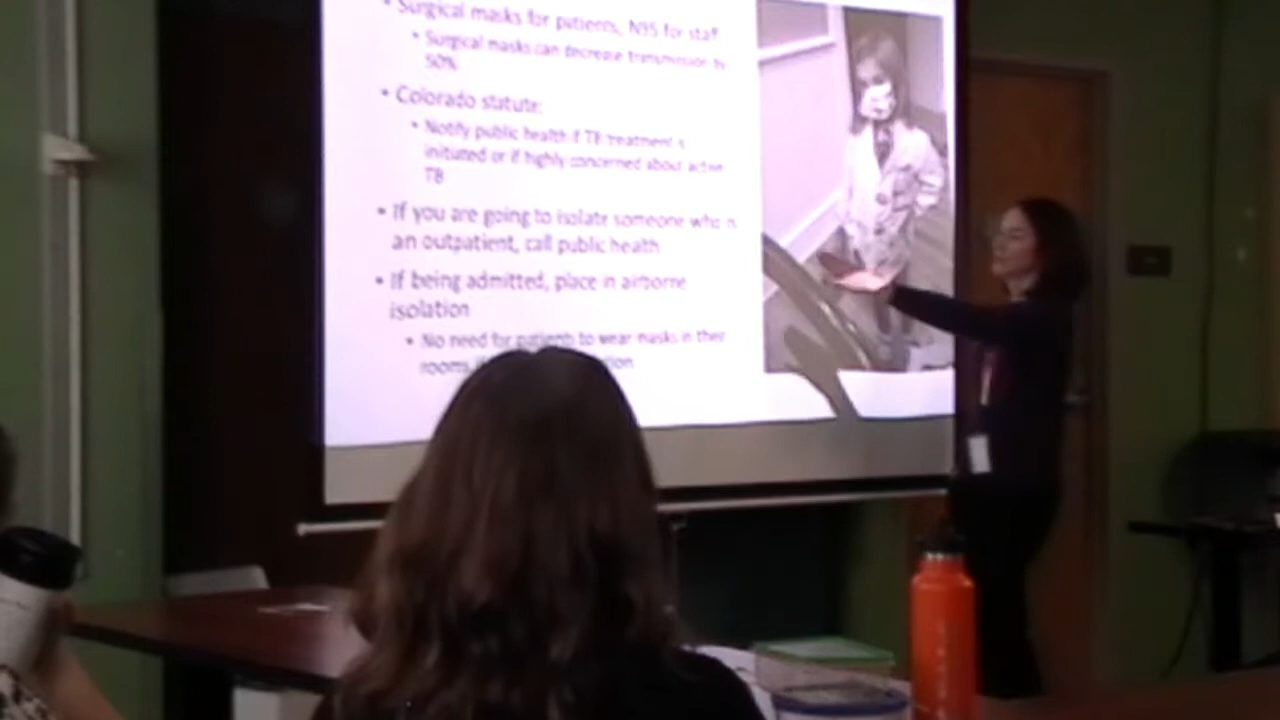 • Surgical masks for patients, N95 for staff
• Surgical masks can decrease transmission by
50%
• Colorado statute:
• Notify public health if TB treatment is
initiated or if highly concerned about active
TB
• If you are going to isolate someone who is
an outpatient, call public health
• If being admitted, place in airborne
isolation
• No need for patients to wear masks in their
rooms